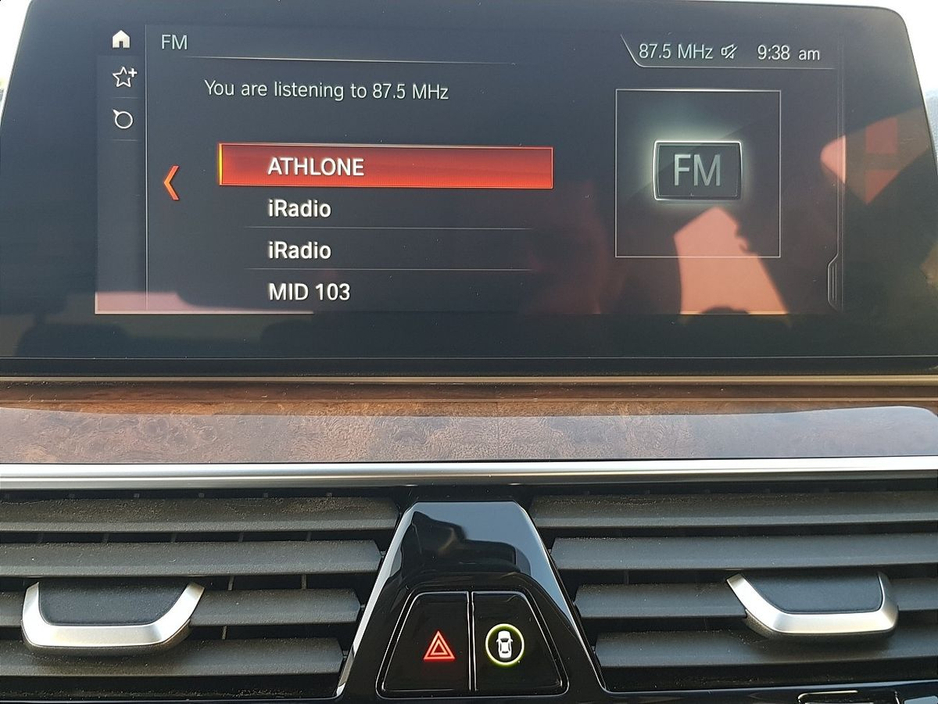 FM
87.5 MHz
9:38 am
You are listening to 87.5 MHz
ATHLONE
iRadio
iRadio
MID 103
FM